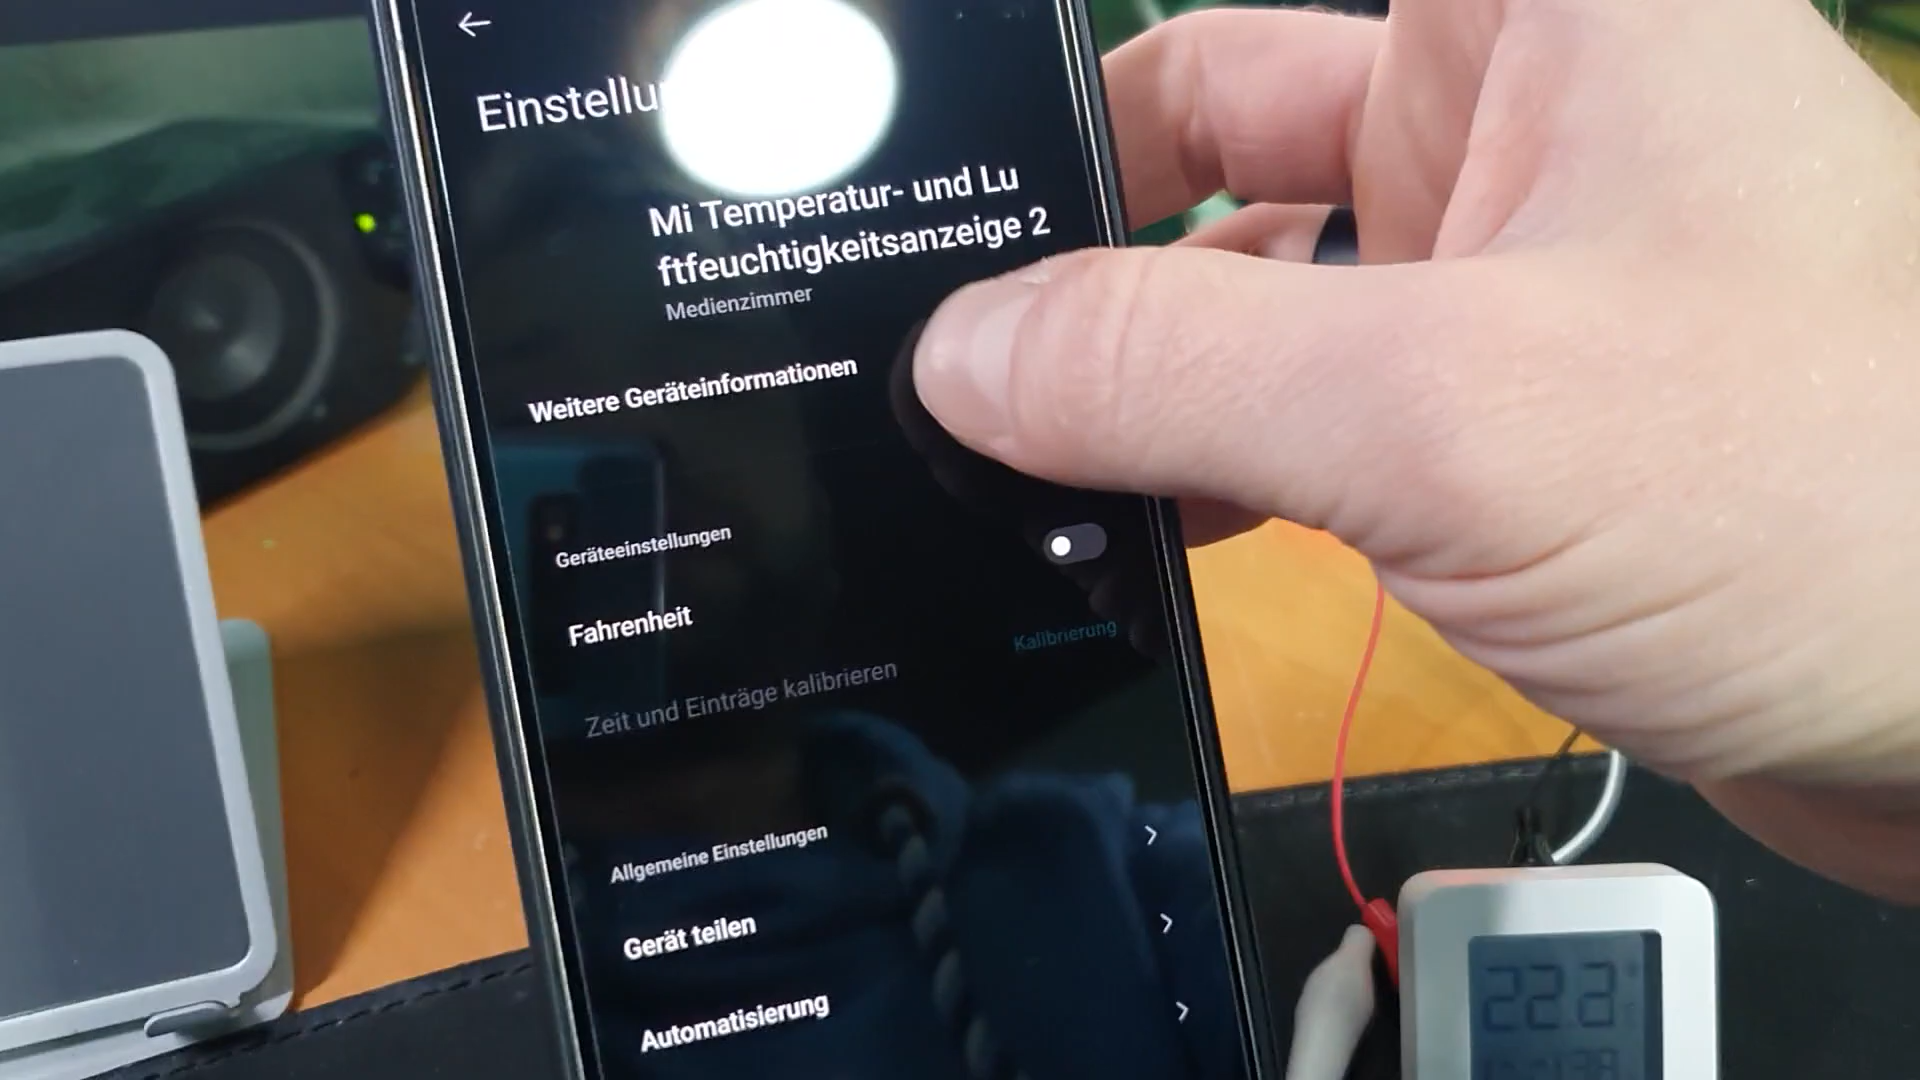 Einstellu
Mi Temperatur- und Lu
ftfeuchtigkeitsanzeige 2
Medienzimmer
Weitere Geräteinformationen
Geräteeinstellungen
Fahrenheit
Kalibrierung
Zeit und Einträge kalibrieren
Allgemeine Einstellungen
Gerät teilen
Automatisierung
22.2